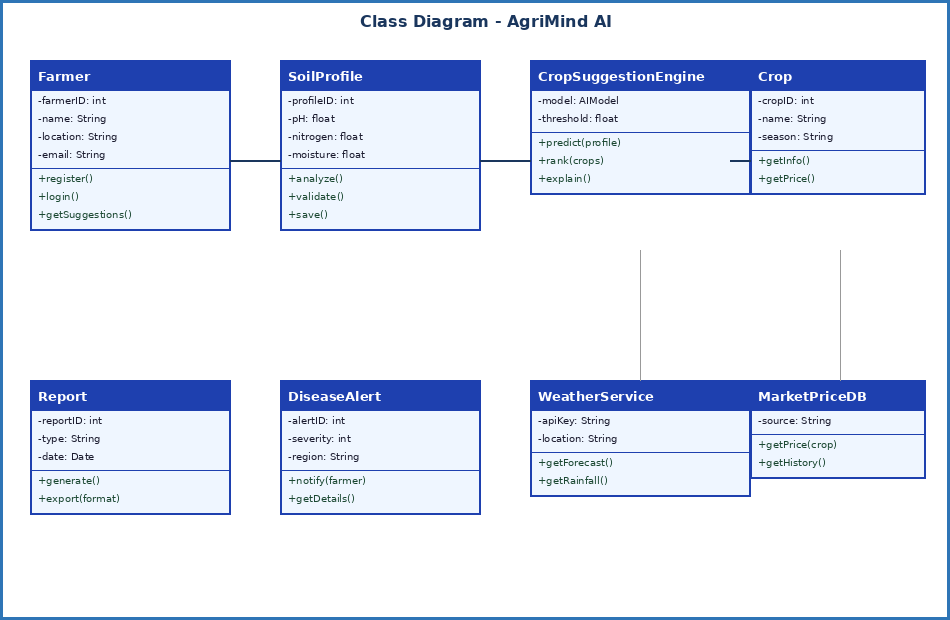 Class Diagram - AgriMind AI
Farmer
-farmerID: int
-name: String
-location: String
-email: String
+register()
+login()
+getSuggestions()
SoilProfile
-profileID: int
-pH: float
-nitrogen: float
-moisture: float
+analyze()
+validate()
+save()
CropSuggestionEngine
-model: AIModel
-threshold: float
+predict(profile)
+rank(crops)
+explain()
Crop
-cropID: int
-name: String
-season: String
+getInfo()
+getPrice()
Report
-reportID: int
-type: String
-date: Date
+generate()
+export(format)
DiseaseAlert
-alertID: int
-severity: int
-region: String
+notify(farmer)
+getDetails()
WeatherService
-apiKey: String
-location: String
+getForecast()
+getRainfall()
MarketPriceDB
-source: String
+getPrice(crop)
+getHistory()